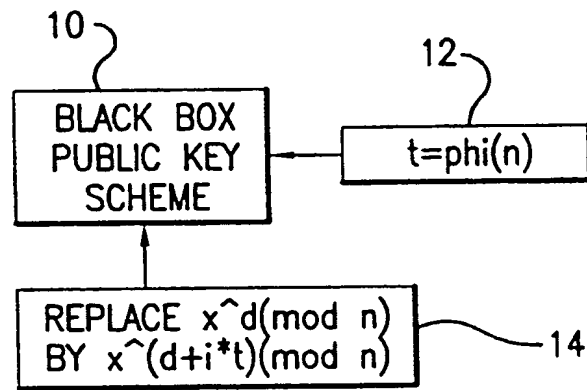 10
BLACK BOX
PUBLIC KEY
SCHEME
12
t=phi(n)
REPLACE x^d(mod n)
BY x^(d+i*t)(mod n)
14